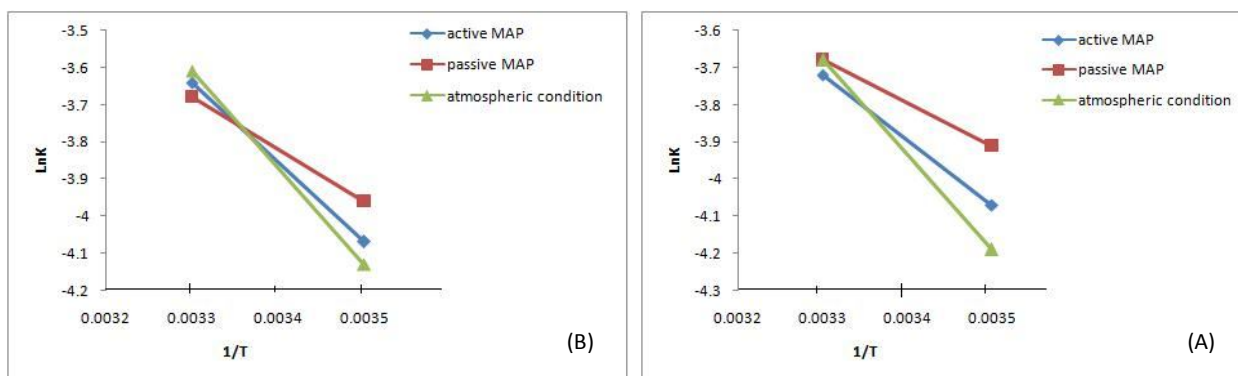 -3.5
-3.6
-3.7
-3.8
-3.9
-4
-4.1
-4.2
LnK
0.0032 0.0033 0.0034 0.0035
1/T
active MAP
passive MAP
atmospheric condition
(B)
-3.6
-3.7
-3.8
-3.9
-4
-4.1
-4.2
-4.3
LnK
0.0032 0.0033 0.0034 0.0035
1/T
active MAP
passive MAP
atmospheric condition
(A)